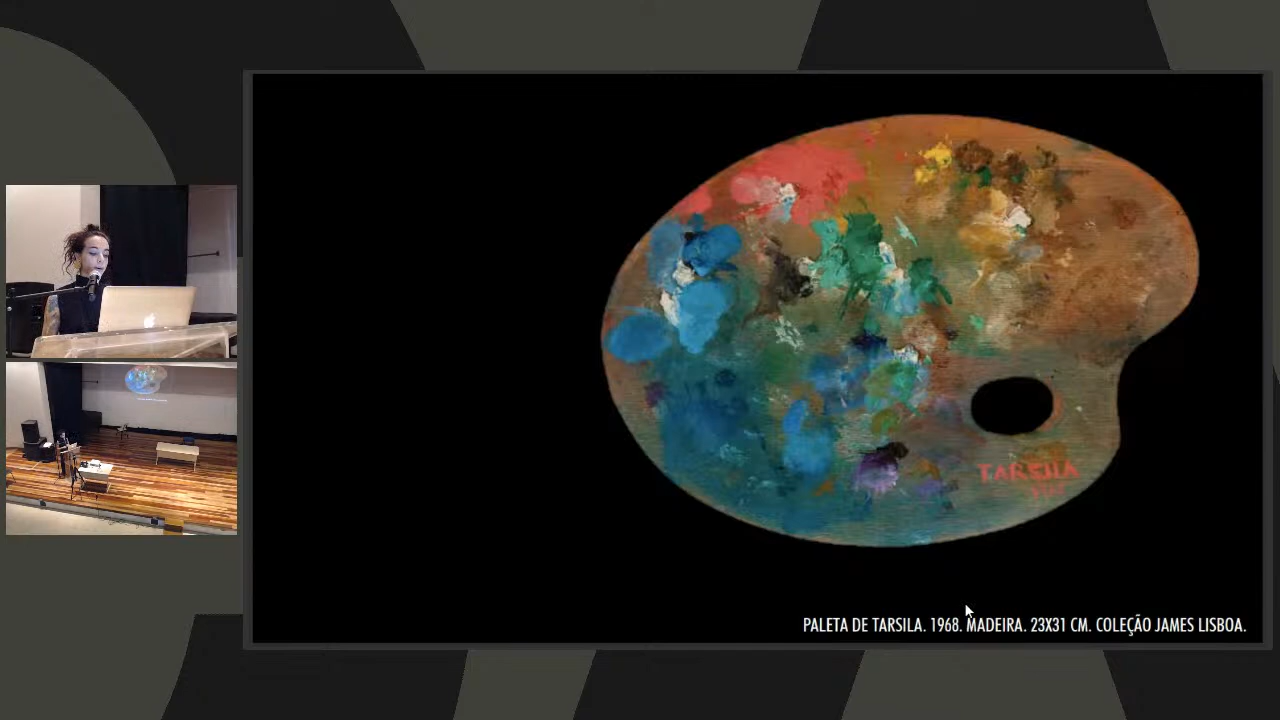 TARSILA
PALETA DE TARSILA. 1968. MADEIRA. 23X31 CM. COLEÇÃO JAMES LISBOA.